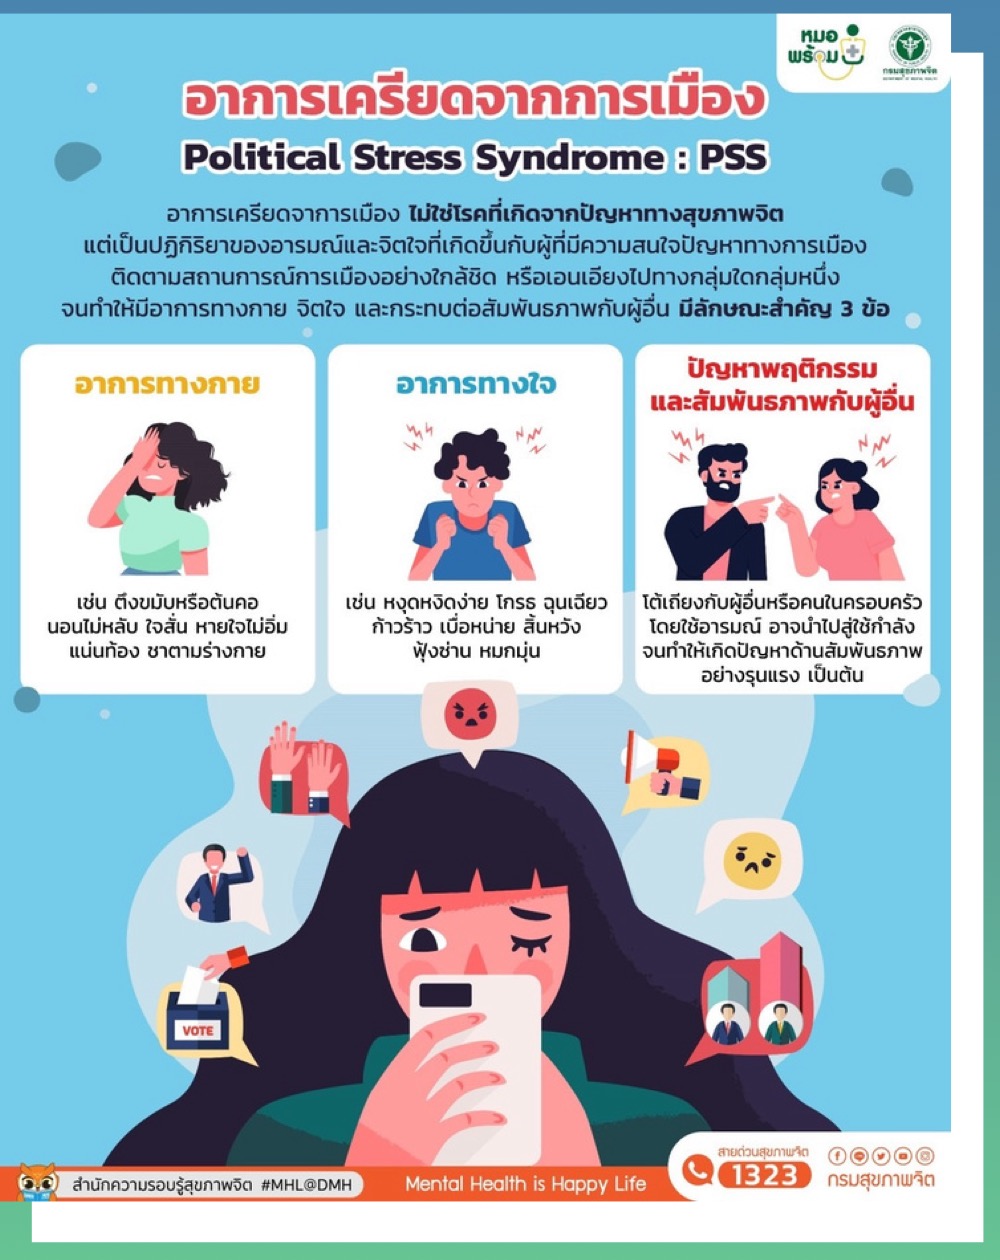 หมอ
พร้อม
กรมสุขภาพจิต
อาการเครียดจากการเมือง
Political Stress Syndrome : PSS
อาการเครียดจาการเมือง ไม่ใช่โรคที่เกิดจากปัญหาทางสุขภาพจิต
แต่เป็นปฏิกิริยาของอารมณ์และจิตใจที่เกิดขึ้นกับผู้ที่มีความสนใจปัญหาทางการเมือง
ติดตามสถานการณ์การเมืองอย่างใกล้ชิด หรือเอนเอียงไปทางกลุ่มใดกลุ่มหนึ่ง
จนทำให้มีอาการทางกาย จิตใจ และกระทบต่อสัมพันธภาพกับผู้อื่น มีลักษณะสำคัญ 3 ข้อ
อาการทางกาย
เช่น ตึงขมับหรือต้นคอ
นอนไม่หลับ ใจสั่น หายใจไม่อิ่ม
แน่นท้อง ชาตามร่างกาย
อาการทางใจ
เช่น หงุดหงิดง่าย โกรธ ฉุนเฉียว
ก้าวร้าว เบื่อหน่าย สิ้นหวัง
ฟุ้งซ่าน หมกมุ่น
ปัญหาพฤติกรรม
และสัมพันธภาพกับผู้อื่น
โต้เถียงกับผู้อื่นหรือคนในครอบครัว
โดยใช้อารมณ์ อาจนำไปสู่ใช้กำลัง
จนทำให้เกิดปัญหาด้านสัมพันธภาพ
อย่างรุนแรง เป็นต้น
VOTE
สำนักความรอบรู้สุขภาพจิต #MHL@DMH
Mental Health is Happy Life
สายด่วนสุขภาพจิต
1323
กรมสุขภาพจิต